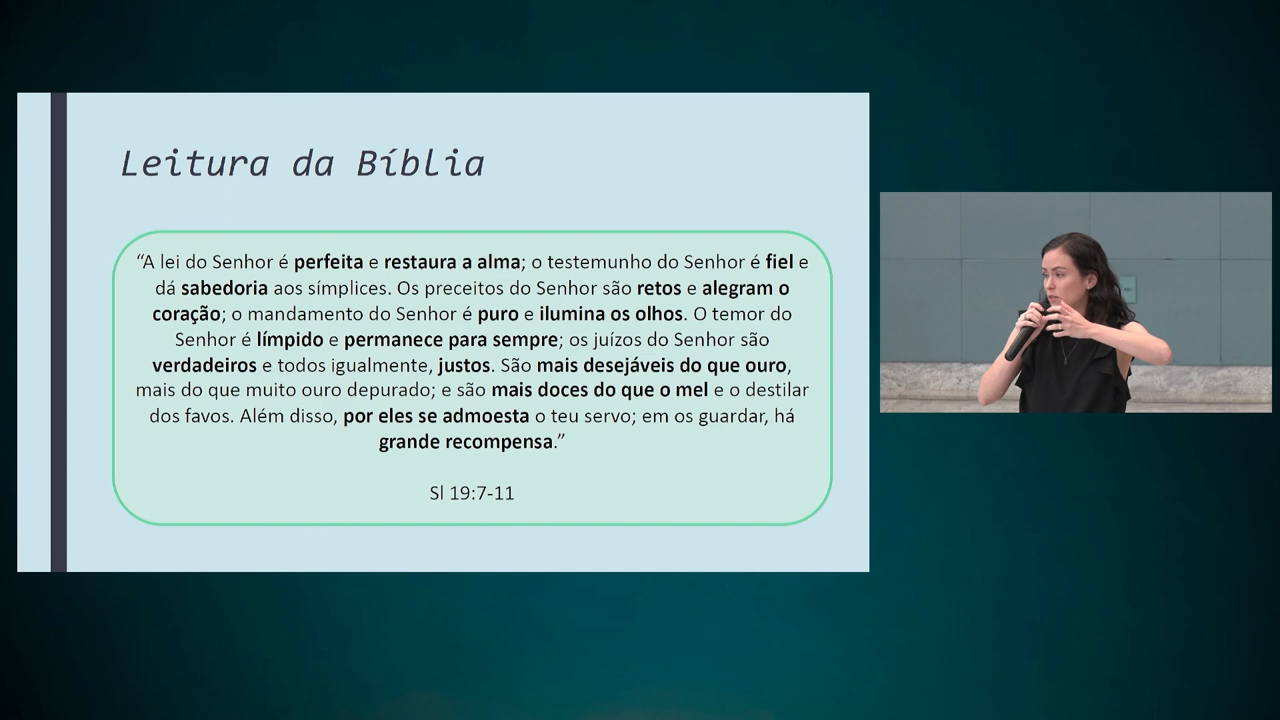 Leitura da Bíblia
“A lei do Senhor é perfeita e restaura a alma; o testemunho do Senhor é fiel e
dá sabedoria aos símplices. Os preceitos do Senhor são retos e alegram o
coração; o mandamento do Senhor é puro e ilumina os olhos. O temor do
Senhor é límpido e permanece para sempre; os juízos do Senhor são
verdadeiros e todos igualmente, justos. São mais desejáveis do que ouro,
mais do que muito ouro depurado; e são mais doces do que o mel e o destilar
dos favos. Além disso, por eles se admoesta o teu servo; em os guardar, há
grande recompensa.”
Sl 19:7-11